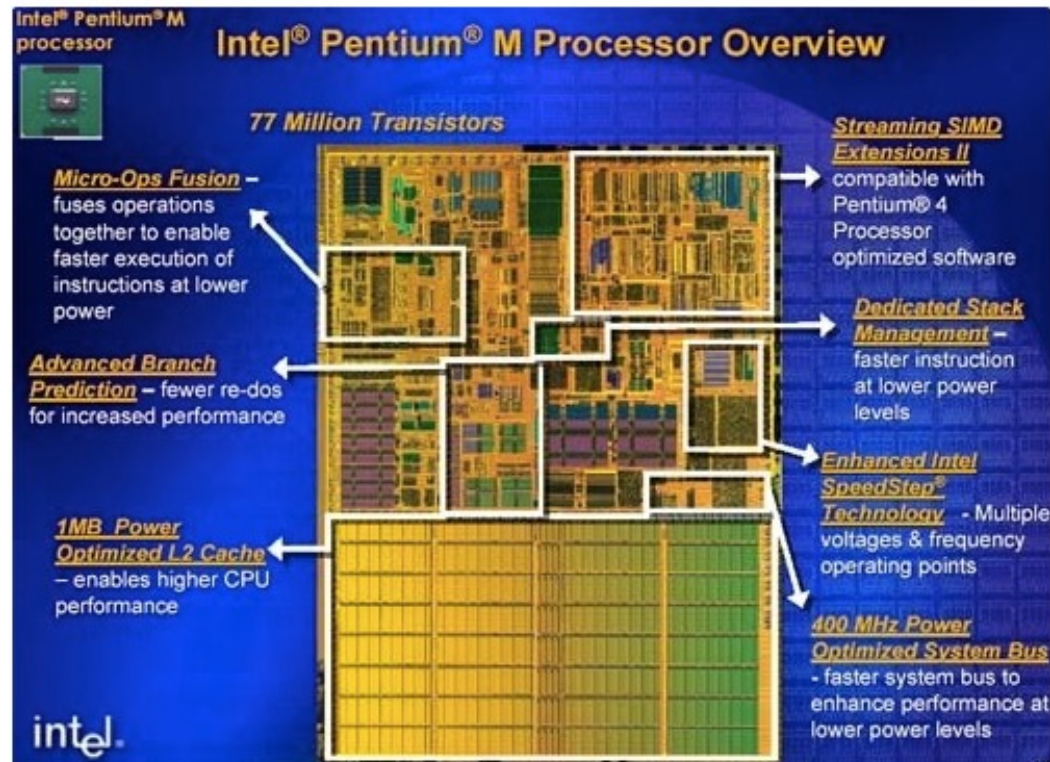 Intel® Pentium® M
processor
Intel® Pentium® M Processor Overview
77 Million Transistors
Micro-Ops Fusion –
fuses operations
together to enable
faster execution of
instructions at lower
power
Advanced Branch
Prediction – fewer re-dos
for increased performance
1MB Power
Optimized L2 Cache
– enables higher CPU
performance
Streaming SIMD
Extensions II
compatible with
Pentium® 4
Processor
optimized software
Dedicated Stack
Management –
faster instruction
at lower power
levels
Enhanced Intel
SpeedStep®
Technology - Multiple
voltages & frequency
operating points
400 MHz Power
Optimized System Bus
- faster system bus to
enhance performance at
lower power levels
intel.